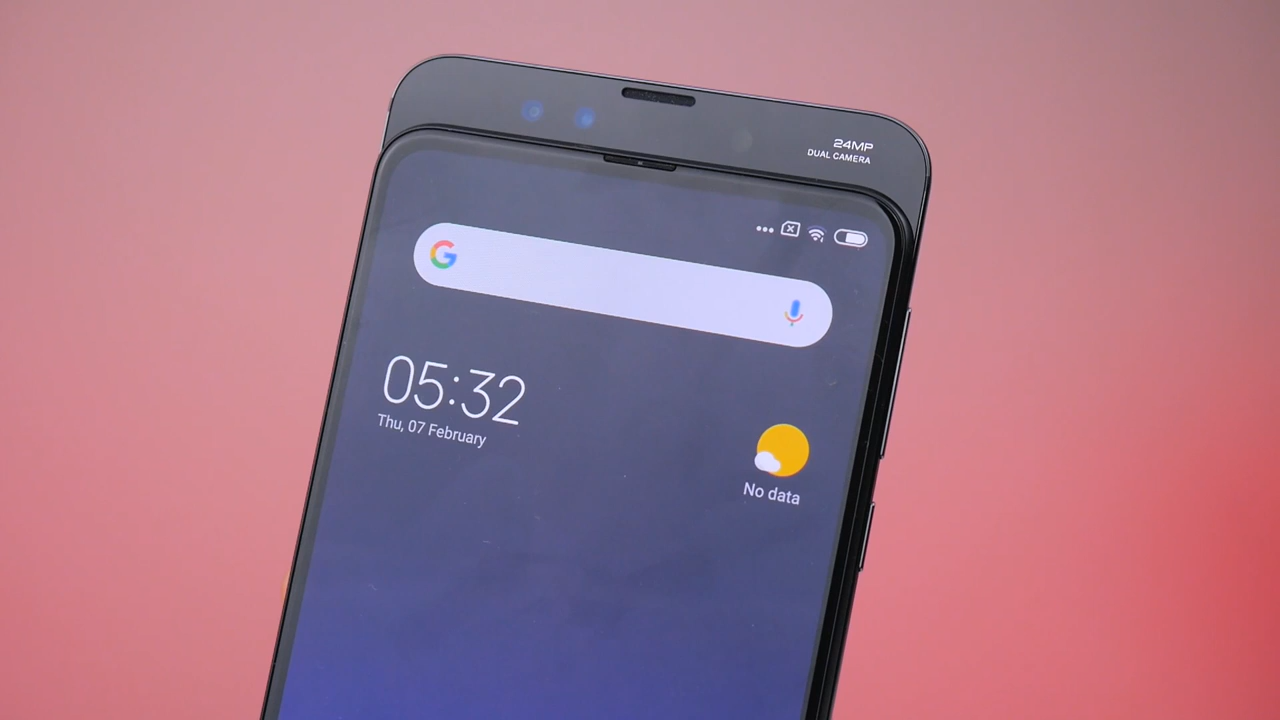 24MP
DUAL CAMERA
G
05:32
Thu, 07 February
No data